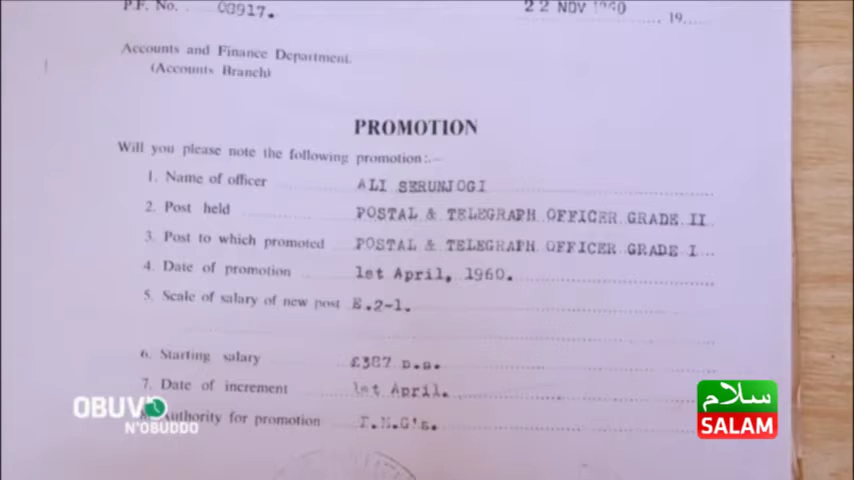 P.F. No. 08917.
22 NOV 1960 19
Accounts and Finance Department.
(Accounts Branch)
PROMOTION
Will you please note the following promotion:—
1. Name of officer ALI SERUNJOGI
2. Post held POSTAL & TELEGRAPH OFFICER GRADE II
3. Post to which promoted POSTAL & TELEGRAPH OFFICER GRADE I
4. Date of promotion 1st April, 1960.
5. Scale of salary of new post E.2-1.
6. Starting salary £387 p.a.
7. Date of increment 1st April.
Authority for promotion
OBUV
N'OBUDDO
سلام
SALAM